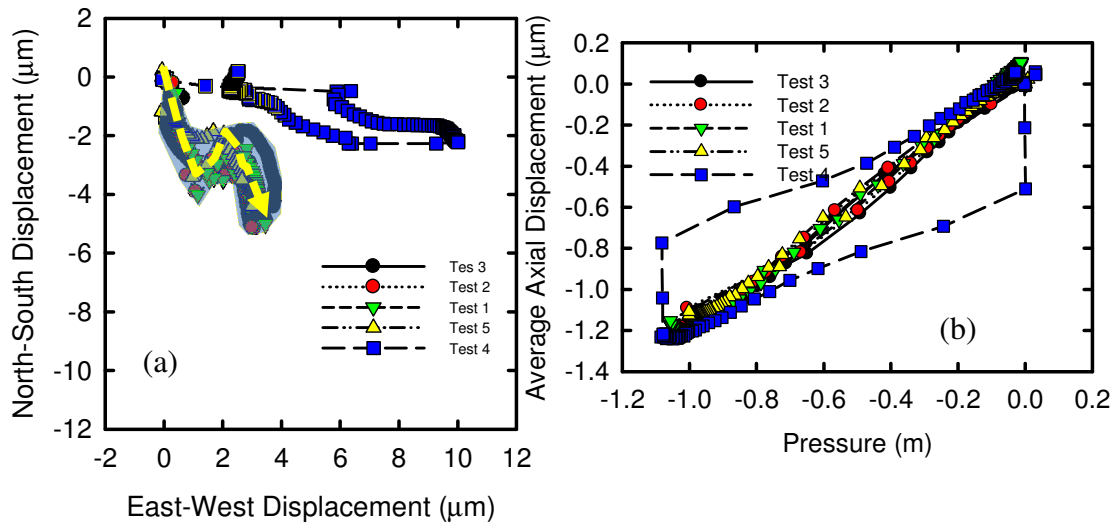 North-South Displacement (μm)
2
0
-2
-4
-6
-8
-10
-12
-2 0 2 4 6 8 10 12
East-West Displacement (μm)
Tes 3
Test 2
Test 1
Test 5
Test 4
(a)
Average Axial Displacement (μm)
0.2
0.0
-0.2
-0.4
-0.6
-0.8
-1.0
-1.2
-1.4
-1.2 -1.0 -0.8 -0.6 -0.4 -0.2 0.0 0.2
Pressure (m)
Test 3
Test 2
Test 1
Test 5
Test 4
(b)